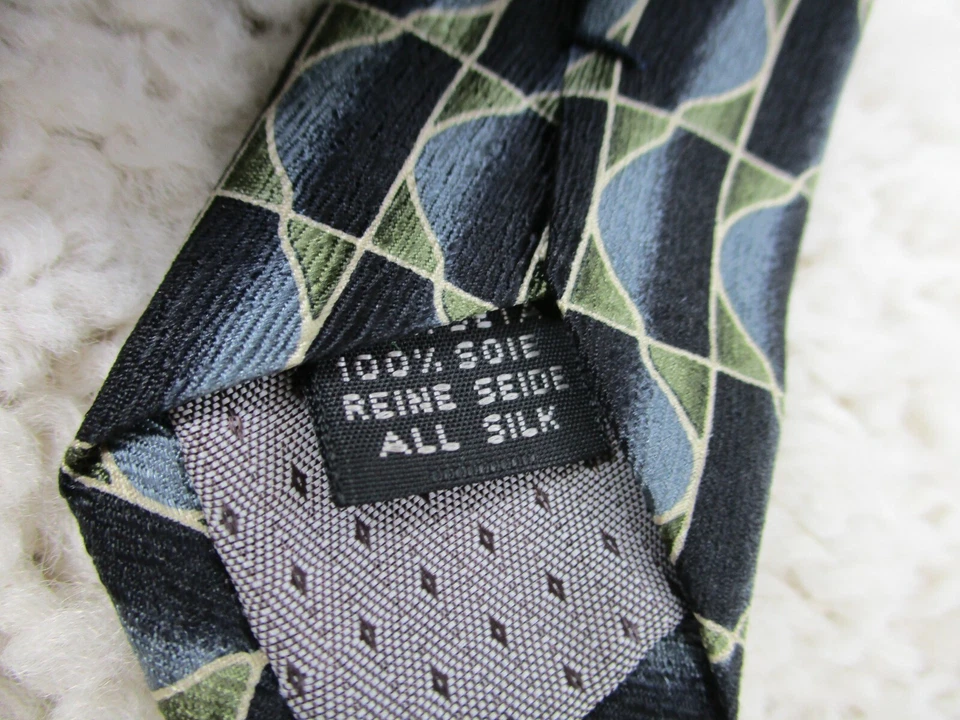 100% SOIE
REINE SEIDE
ALL SILK